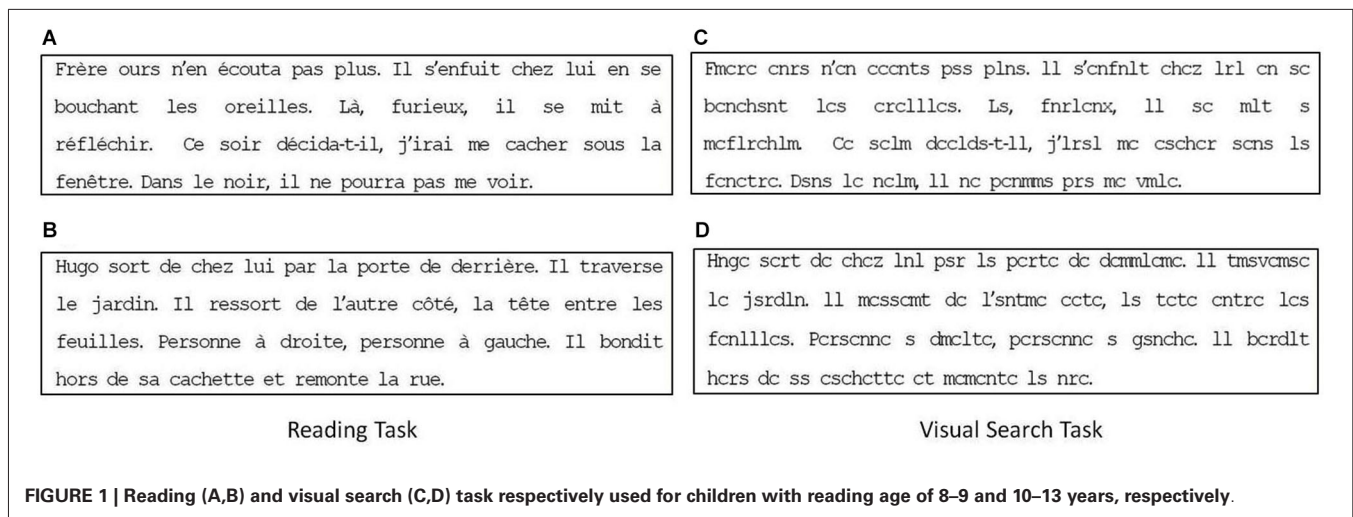 A
Frère ours n'en écouta pas plus. Il s'enfuit chez lui en se
bouchant les oreilles. Là, furieux, il se mit à
réfléchir. Ce soir décida-t-il, j'irai me cacher sous la
fenêtre. Dans le noir, il ne pourra pas me voir.
B
Hugo sort de chez lui par la porte de derrière. Il traverse
le jardin. Il ressort de l'autre côté, la tête entre les
feuilles. Personne à droite, personne à gauche. Il bondit
hors de sa cachette et remonte la rue.
Reading Task
C
Fmcrc cnrs n'cn cccnts pss plns. ll s'cnfnlt chcz lrl cn sc
bcnchsnt lcs crclllcs. Ls, fnrlcnx, ll sc mlt s
mcflrchlm. Cc sclm dcclds-t-ll, j'lrsl mc cschcr scns ls
fcnctrc. Dsns lc nclm, ll nc pcnmms prs mc vmlc.
D
Hngc scrt dc chcz lnl psr ls pcrtc dc dcmmlcmc. ll tmsvcmsc
lc jsrdln. ll mcsscmt dc l'sntmc cctc, ls tctc cntrc lcs
fcnlllcs. Pcrscnnc s dmcltc, pcrscnnc s gsnchc. ll bcrdlt
hcrs dc ss cschcttc ct mcmcntc ls nrc.
Visual Search Task
FIGURE 1 | Reading (A,B) and visual search (C,D) task respectively used for children with reading age of 8–9 and 10–13 years, respectively.